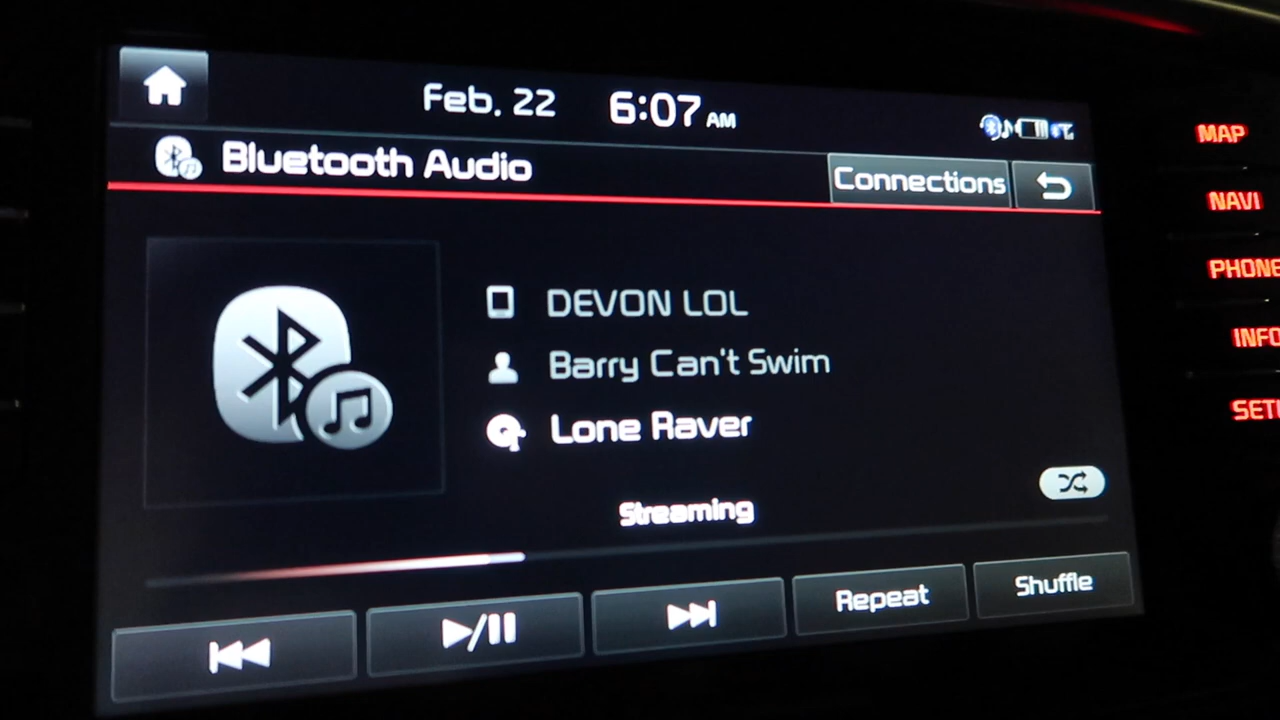 Feb. 22 6:07 AM
Bluetooth Audio
Connections
DEVON LOL
Barry Can't Swim
Lone Raver
Streaming
Repeat
Shuffle
MAP
NAVI
PHONE
INFO